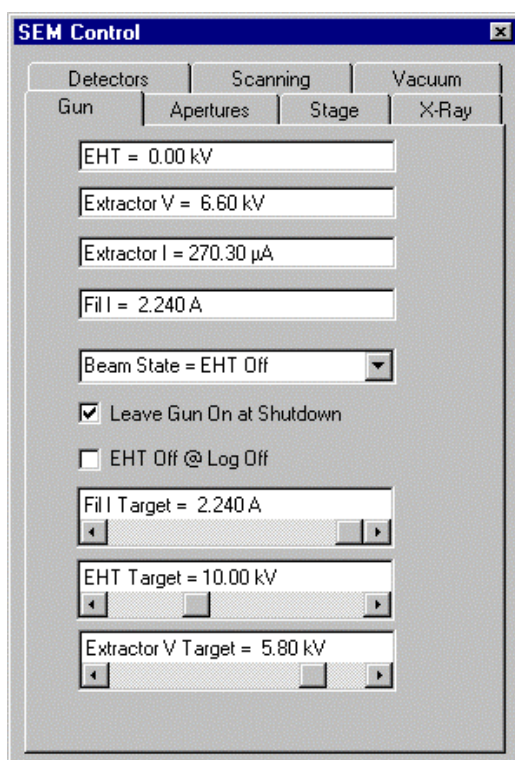 SEM Control
Detectors Scanning Vacuum
Gun Apertures Stage X-Ray
EHT = 0.00 kV
Extractor V = 6.60 kV
Extractor I = 270.30 µA
Fil I = 2.240 A
Beam State = EHT Off
Leave Gun On at Shutdown
EHT Off @ Log Off
Fil I Target = 2.240 A
EHT Target = 10.00 kV
Extractor V Target = 5.80 kV